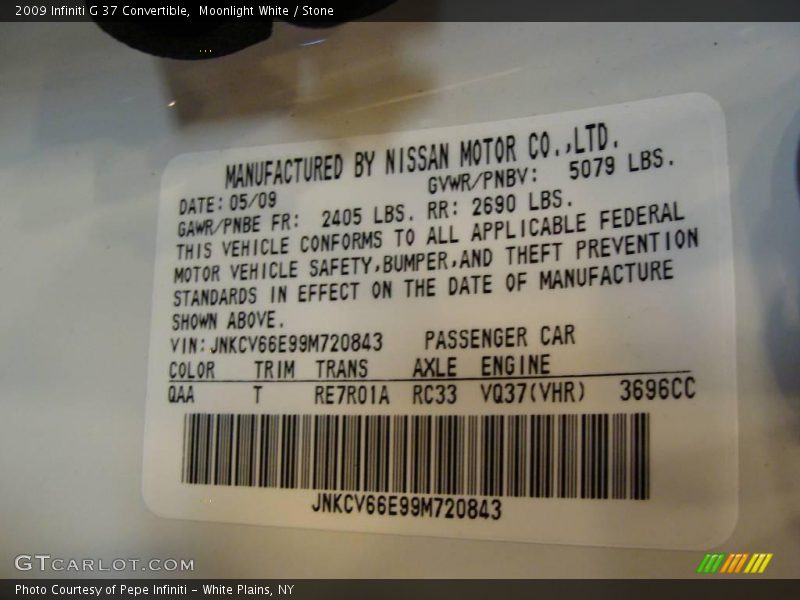 2009 Infiniti G 37 Convertible, Moonlight White / Stone
MANUFACTURED BY NISSAN MOTOR CO.,LTD.
DATE: 05/09 GVWR/PNBV: 5079 LBS.
GAWR/PNBE FR: 2405 LBS. RR: 2690 LBS.
THIS VEHICLE CONFORMS TO ALL APPLICABLE FEDERAL
MOTOR VEHICLE SAFETY,BUMPER,AND THEFT PREVENTION
STANDARDS IN EFFECT ON THE DATE OF MANUFACTURE
SHOWN ABOVE.
VIN: JNKCV66E99M720843 PASSENGER CAR
COLOR TRIM TRANS AXLE ENGINE
QAA T RE7R01A RC33 VQ37(VHR) 3696CC
JNKCV66E99M720843
GTCARLOT.COM
Photo Courtesy of Pepe Infiniti - White Plains, NY